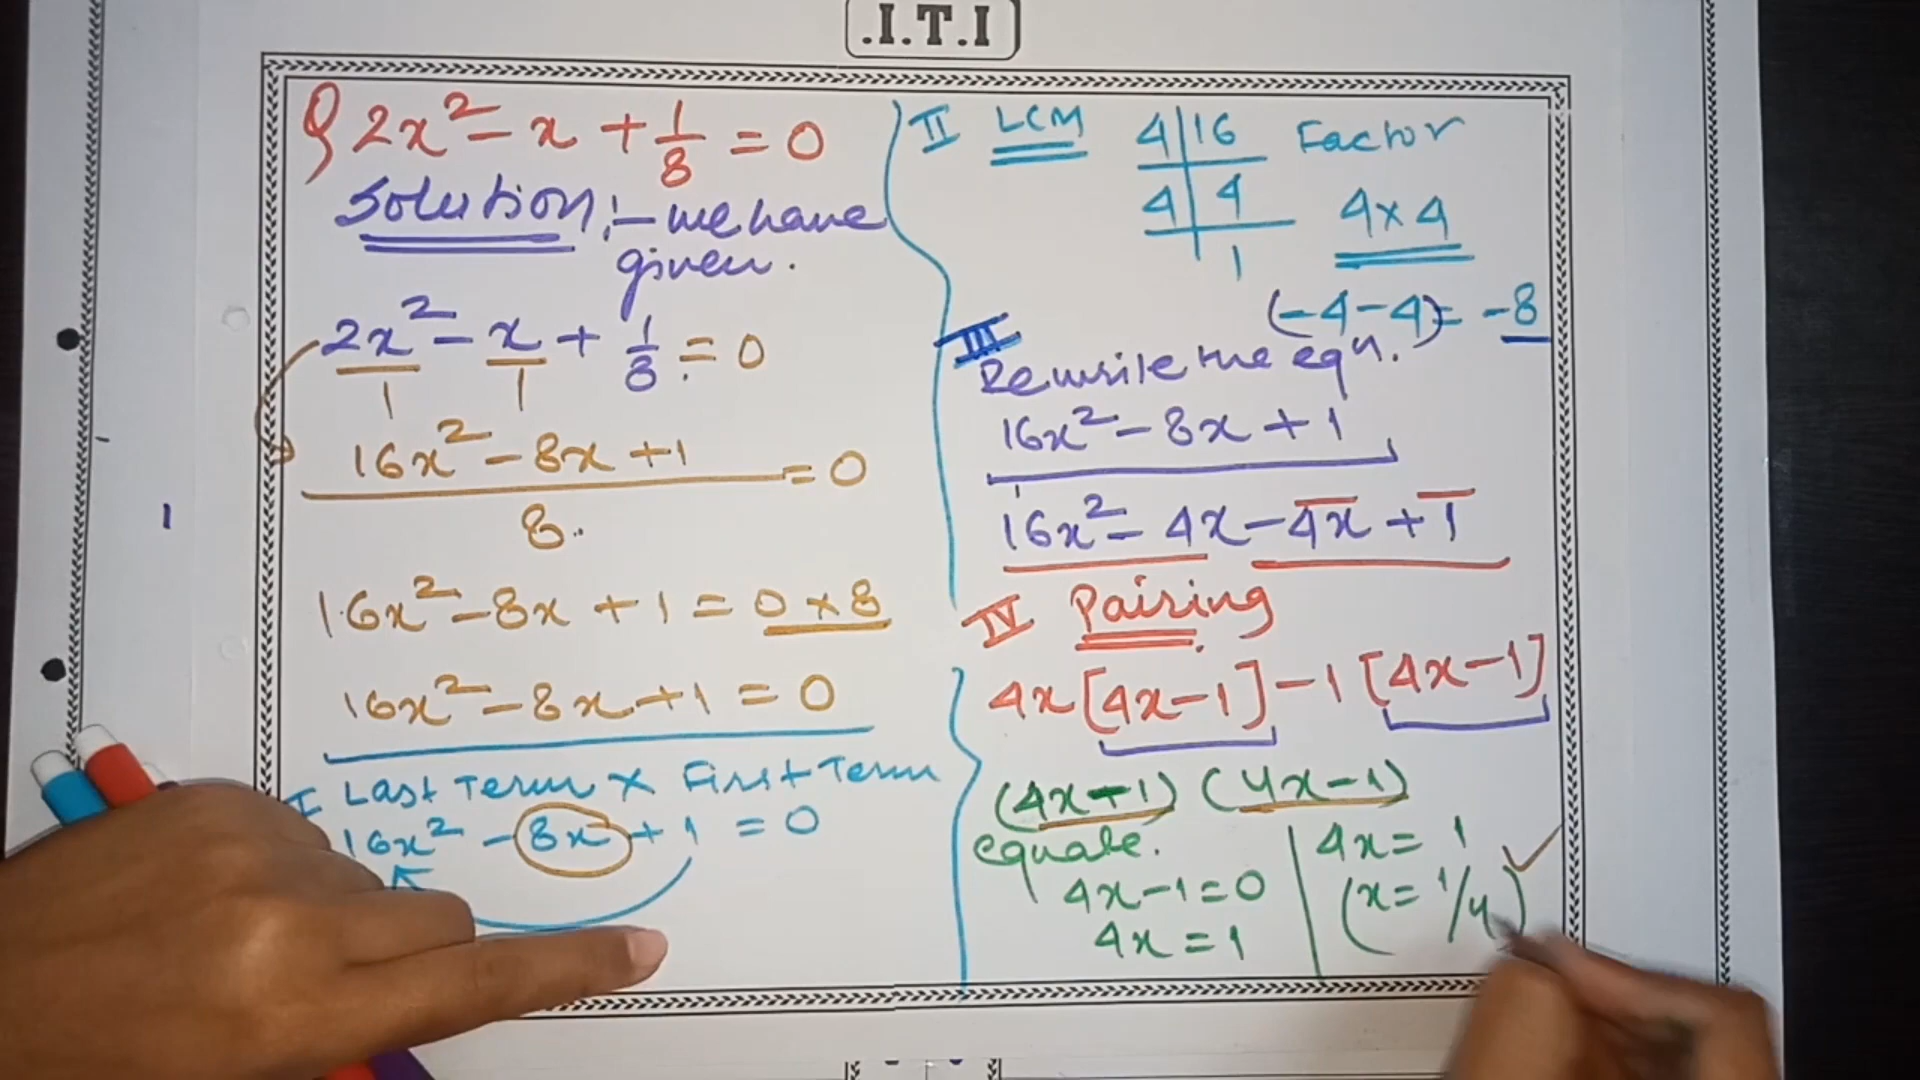 .I.T.I
Q 2x² - x + 1/8 = 0
Solution :- we have
given.
2x²/1 - x/1 + 1/8 = 0
16x² - 8x + 1 / 8. = 0
16x² - 8x + 1 = 0 x 8
16x² - 8x + 1 = 0
I Last Term x First Term
16x² - 8x + 1 = 0
II LCM 4|16 Factor
4|4 4x4
1
(-4-4) = -8
III
Rewrite the eqn.
16x² - 8x + 1
16x² - 4x - 4x + 1
IV Pairing
4x [4x-1] - 1 [4x-1]
(4x-1) (4x-1)
equate.
4x-1=0
4x=1
4x=1
(x=1/4) ✓